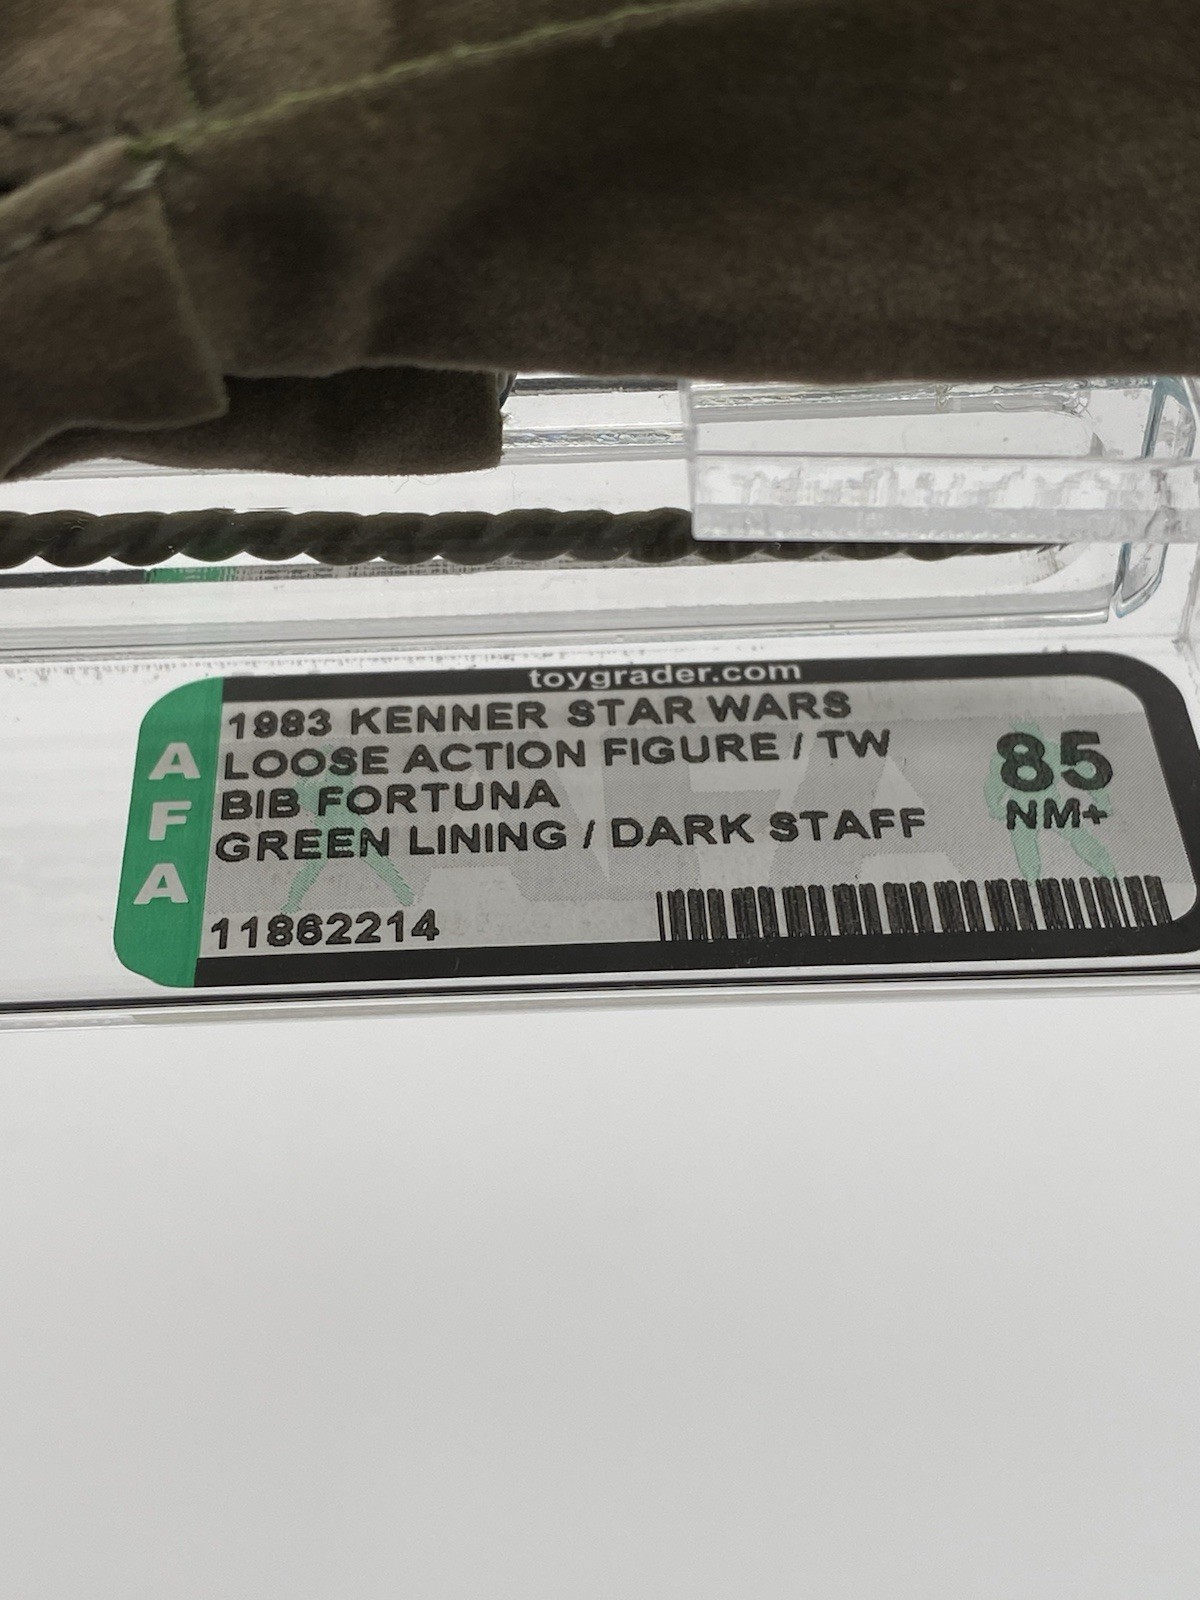 toygrader.com
AFA
1983 KENNER STAR WARS
LOOSE ACTION FIGURE / TW
BIB FORTUNA
GREEN LINING / DARK STAFF
85
NM+
11862214